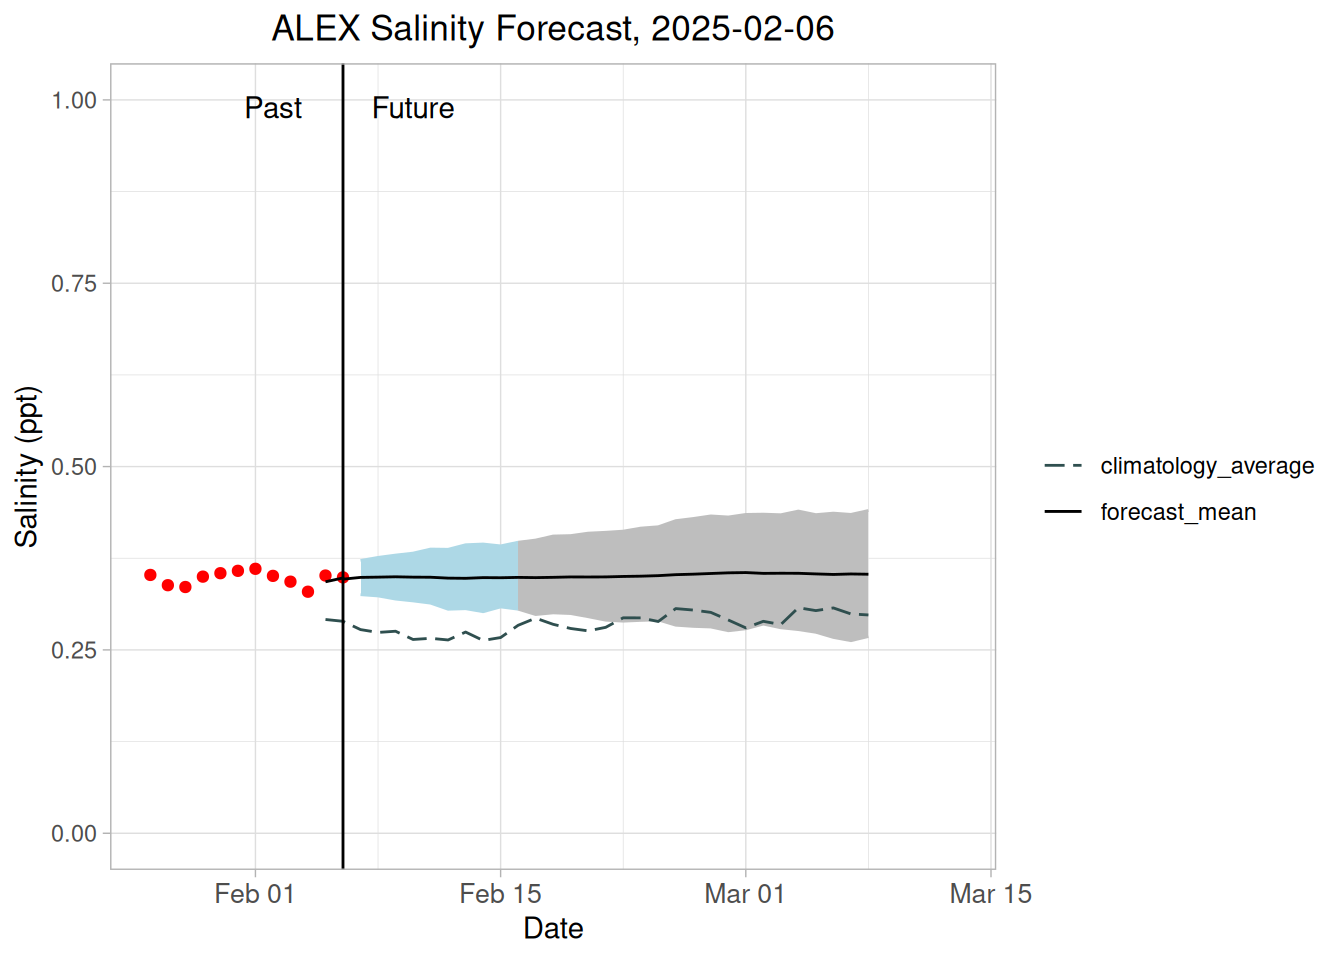 ALEX Salinity Forecast, 2025-02-06
Past
Future
1.00
0.75
0.50
0.25
0.00
Salinity (ppt)
Feb 01
Feb 15
Mar 01
Mar 15
Date
climatology_average
forecast_mean